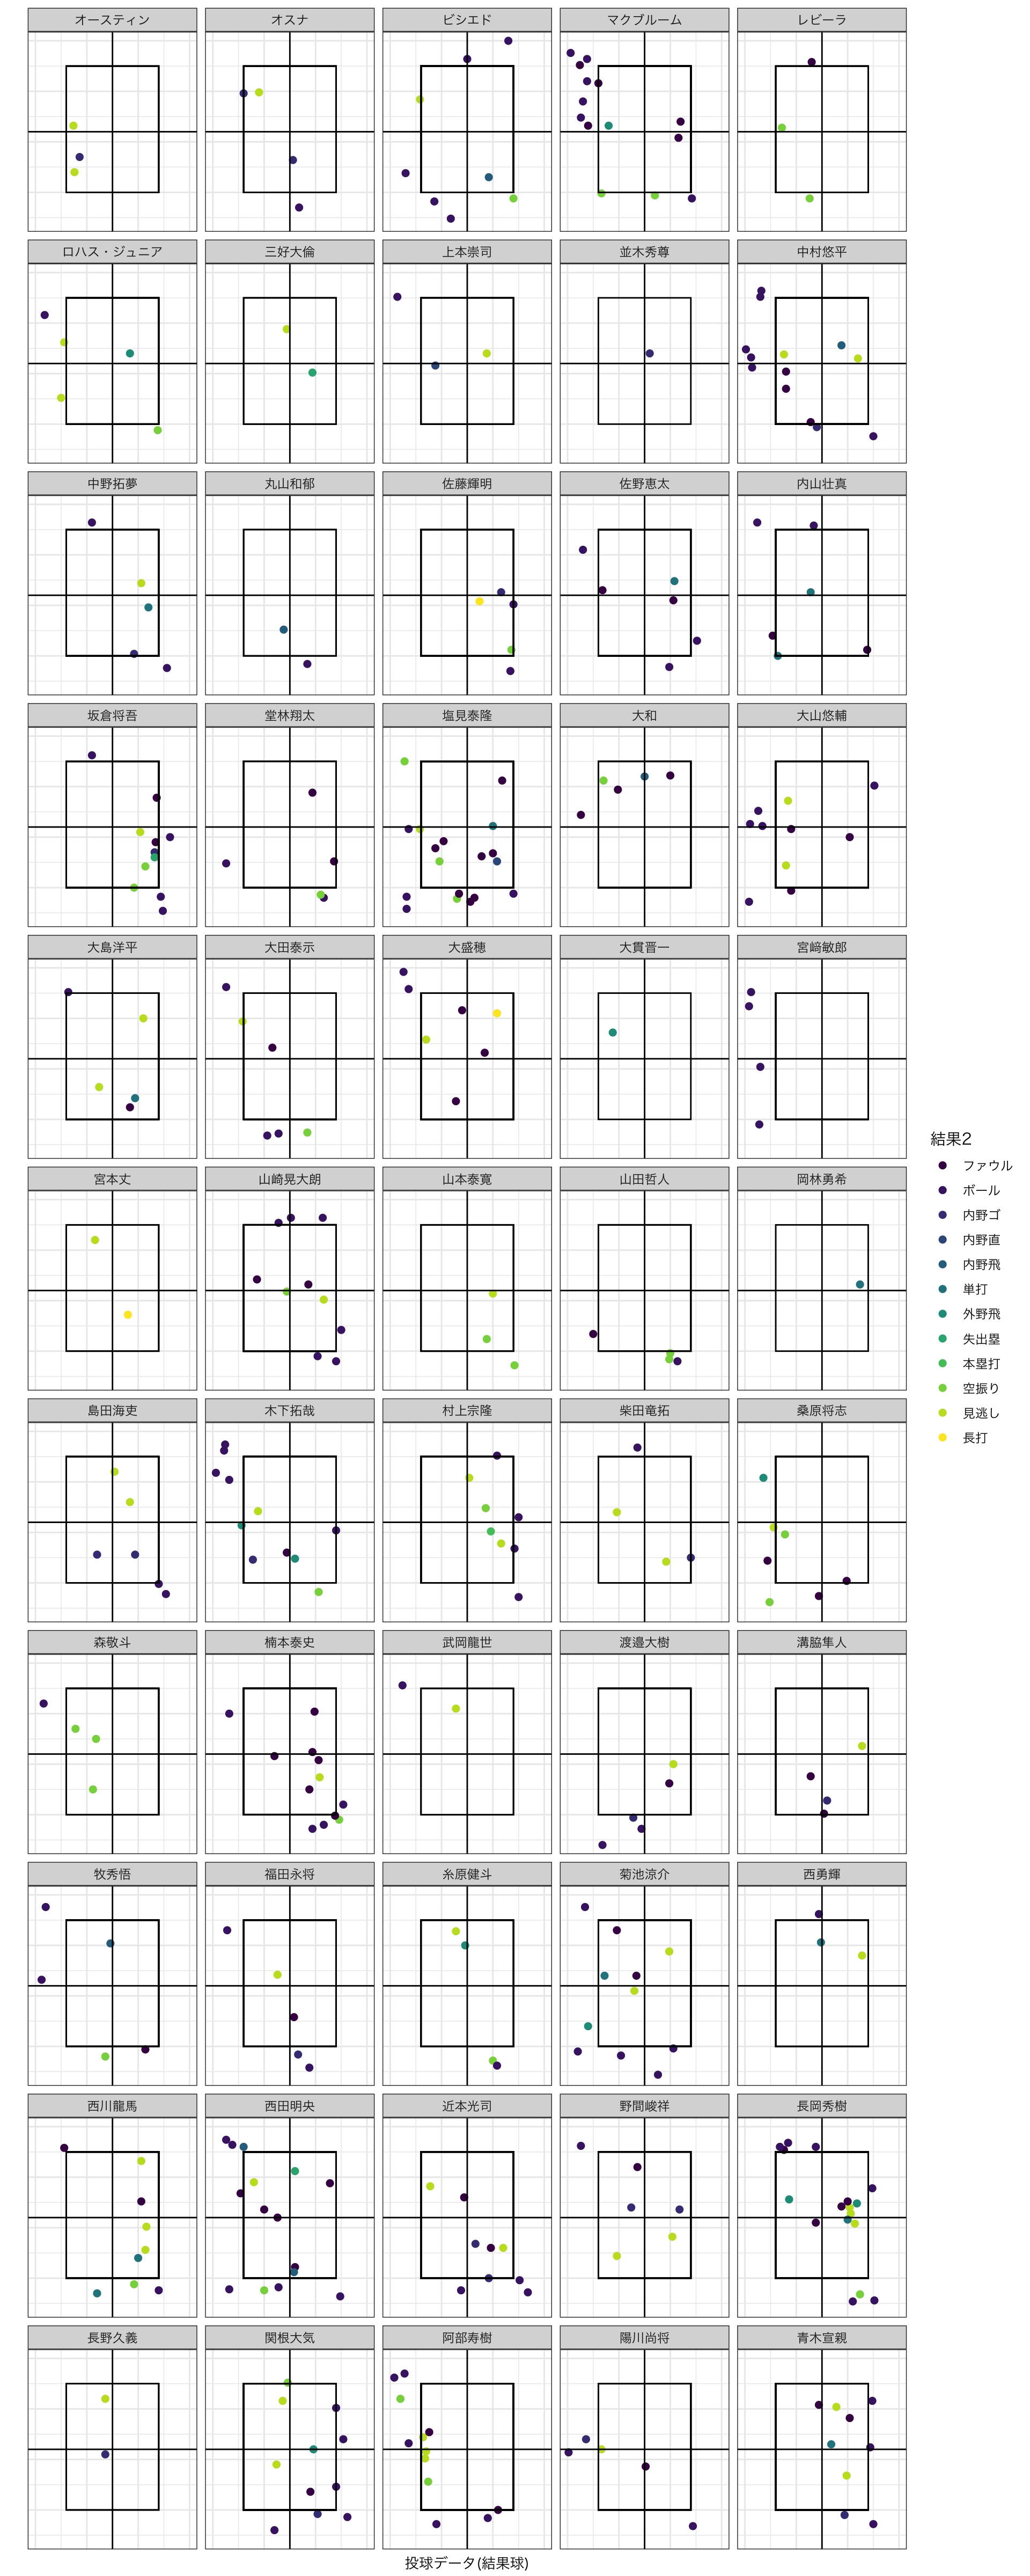 オースティン
オスナ
ビシエド
マクブルーム
レビーラ
ロハス・ジュニア
三好大倫
上本崇司
並木秀尊
中村悠平
中野拓夢
丸山和郁
佐藤輝明
佐野恵太
内山壮真
坂倉将吾
堂林翔太
塩見泰隆
大和
大山悠輔
大島洋平
大田泰示
大盛穂
大貫晋一
宮﨑敏郎
宮本丈
山崎晃大朗
山本泰寛
山田哲人
岡林勇希
島田海吏
木下拓哉
村上宗隆
柴田竜拓
桑原将志
森敬斗
楠本泰史
武岡龍世
渡邉大樹
溝脇隼人
牧秀悟
福田永将
糸原健斗
菊池涼介
西勇輝
西川龍馬
西田明央
近本光司
野間峻祥
長岡秀樹
長野久義
関根大気
阿部寿樹
陽川尚将
青木宣親
投球データ(結果球)
結果2
ファウル
ボール
内野ゴ
内野直
内野飛
単打
外野飛
失出塁
本塁打
空振り
見逃し
長打